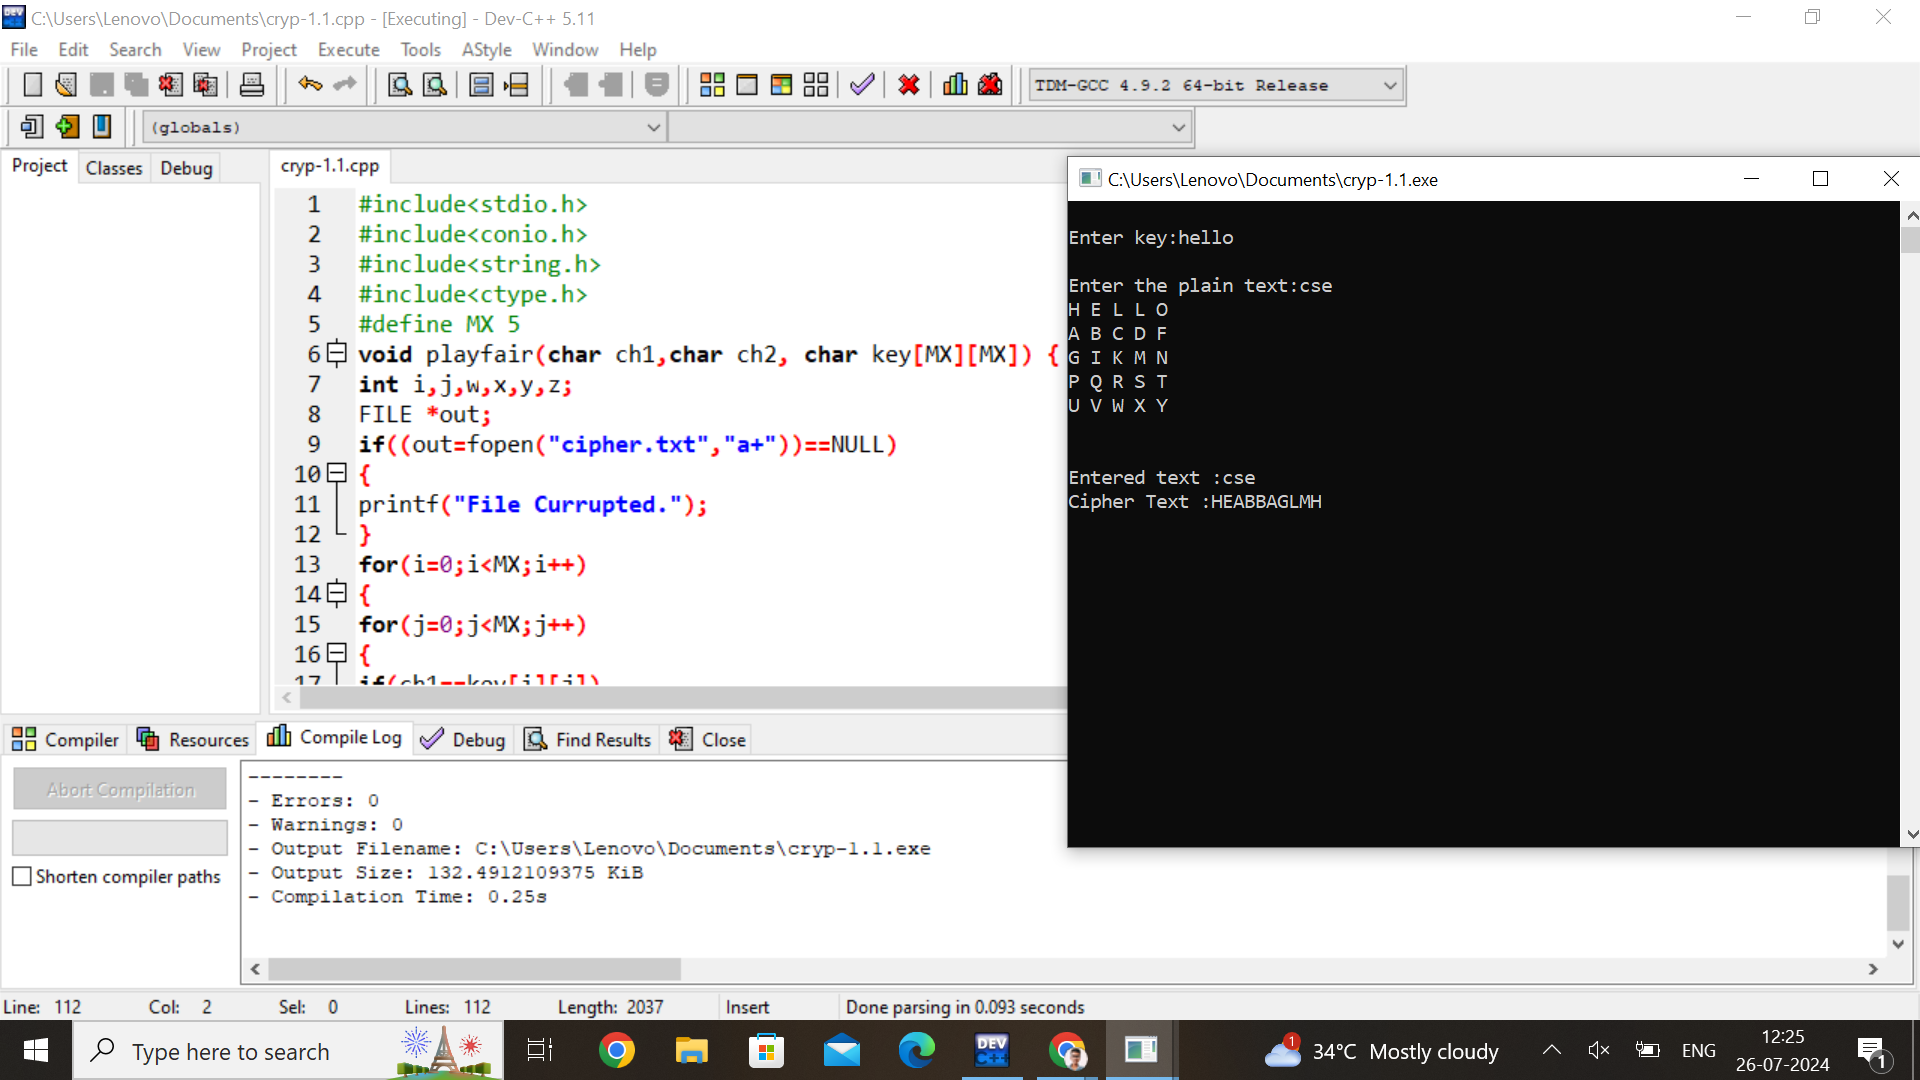 C:\Users\Lenovo\Documents\cryp-1.1.cpp - [Executing] - Dev-C++ 5.11
File Edit Search View Project Execute Tools AStyle Window Help
TDM-GCC 4.9.2 64-bit Release
(globals)
Project Classes Debug
cryp-1.1.cpp
1 #include<stdio.h>
2 #include<conio.h>
3 #include<string.h>
4 #include<ctype.h>
5 #define MX 5
6 void playfair(char ch1,char ch2, char key[MX][MX]) {
7 int i,j,w,x,y,z;
8 FILE *out;
9 if((out=fopen("cipher.txt","a+"))==NULL)
10 {
11 printf("File Currupted.");
12 }
13 for(i=0;i<MX;i++)
14 {
15 for(j=0;j<MX;j++)
16 {
17 if(ch1==key[i][j])
C:\Users\Lenovo\Documents\cryp-1.1.exe
Enter key:hello
Enter the plain text:cse
H E L L O
A B C D F
G I K M N
P Q R S T
U V W X Y
Entered text :cse
Cipher Text :HEABBAGLMH
Compiler Resources Compile Log Debug Find Results Close
Abort Compilation
Shorten compiler paths
--------
- Errors: 0
- Warnings: 0
- Output Filename: C:\Users\Lenovo\Documents\cryp-1.1.exe
- Output Size: 132.4912109375 KiB
- Compilation Time: 0.25s
Line: 112 Col: 2 Sel: 0 Lines: 112 Length: 2037 Insert Done parsing in 0.093 seconds
Type here to search
DEV C++
1
34°C Mostly cloudy
ENG
12:25
26-07-2024
1